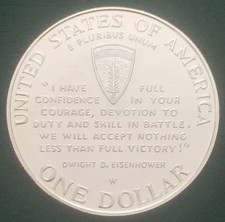 UNITED STATES OF AMERICA
E PLURIBUS UNUM
"I HAVE FULL
CONFIDENCE IN YOUR
COURAGE, DEVOTION TO
DUTY AND SKILL IN BATTLE.
WE WILL ACCEPT NOTHING
LESS THAN FULL VICTORY!"
DWIGHT D. EISENHOWER
W
ONE DOLLAR